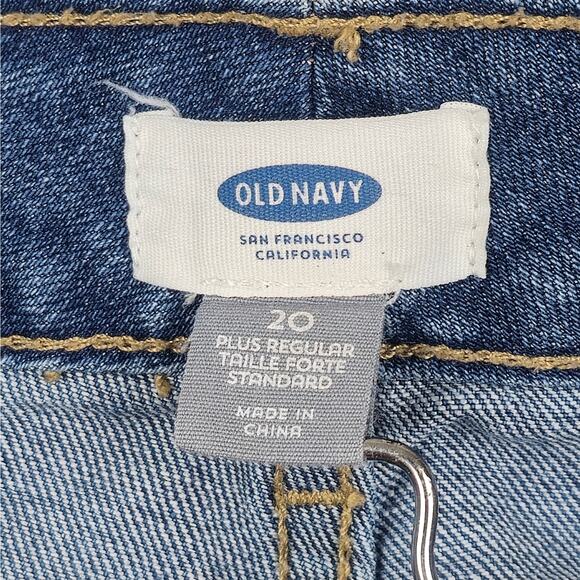 OLD NAVY
SAN FRANCISCO
CALIFORNIA
20
PLUS REGULAR
TAILLE FORTE
STANDARD
MADE IN
CHINA